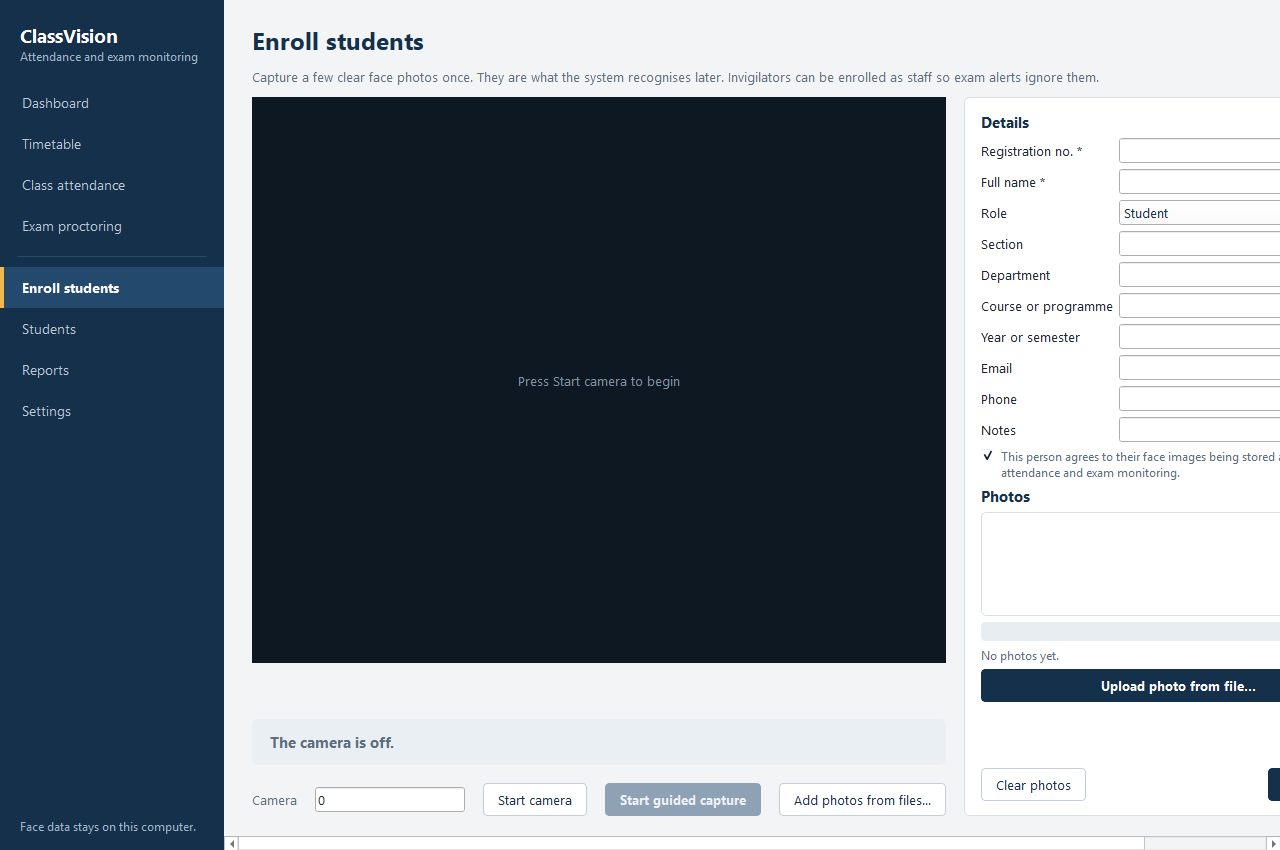 ClassVision
Attendance and exam monitoring
Dashboard
Timetable
Class attendance
Exam proctoring
Enroll students
Students
Reports
Settings
Face data stays on this computer.
Enroll students
Capture a few clear face photos once. They are what the system recognises later. Invigilators can be enrolled as staff so exam alerts ignore them.
Press Start camera to begin
The camera is off.
Camera
0
Start camera
Start guided capture
Add photos from files...
Details
Registration no. *
Full name *
Role
Student
Section
Department
Course or programme
Year or semester
Email
Phone
Notes
This person agrees to their face images being stored
attendance and exam monitoring.
Photos
No photos yet.
Upload photo from file...
Clear photos